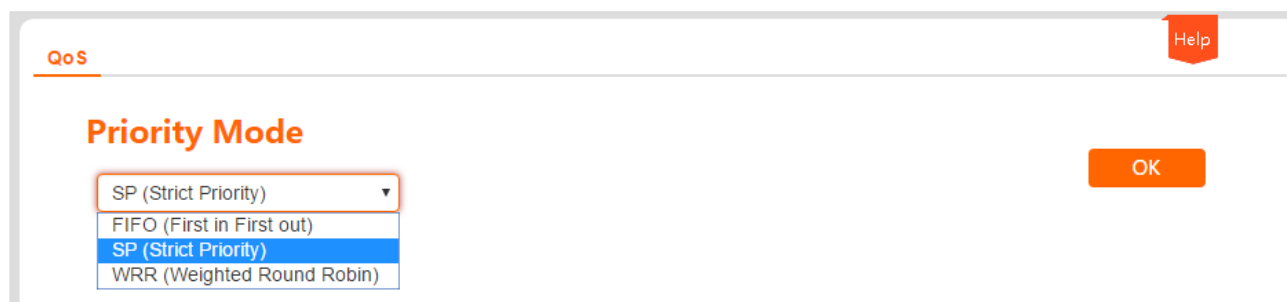 Help
QoS
Priority Mode
OK
SP (Strict Priority)
FIFO (First in First out)
SP (Strict Priority)
WRR (Weighted Round Robin)